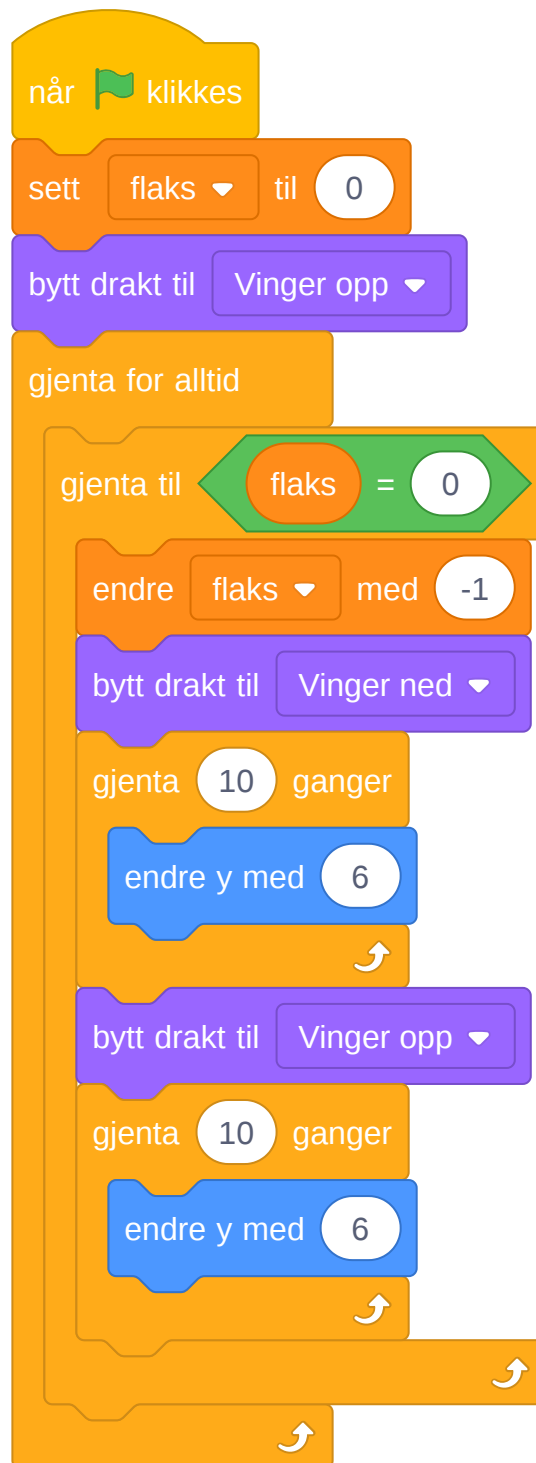 når klikkes
sett flaks til 0
bytt drakt til Vinger opp
gjenta for alltid
gjenta til flaks = 0
endre flaks med -1
bytt drakt til Vinger ned
gjenta 10 ganger
endre y med 6
bytt drakt til Vinger opp
gjenta 10 ganger
endre y med 6